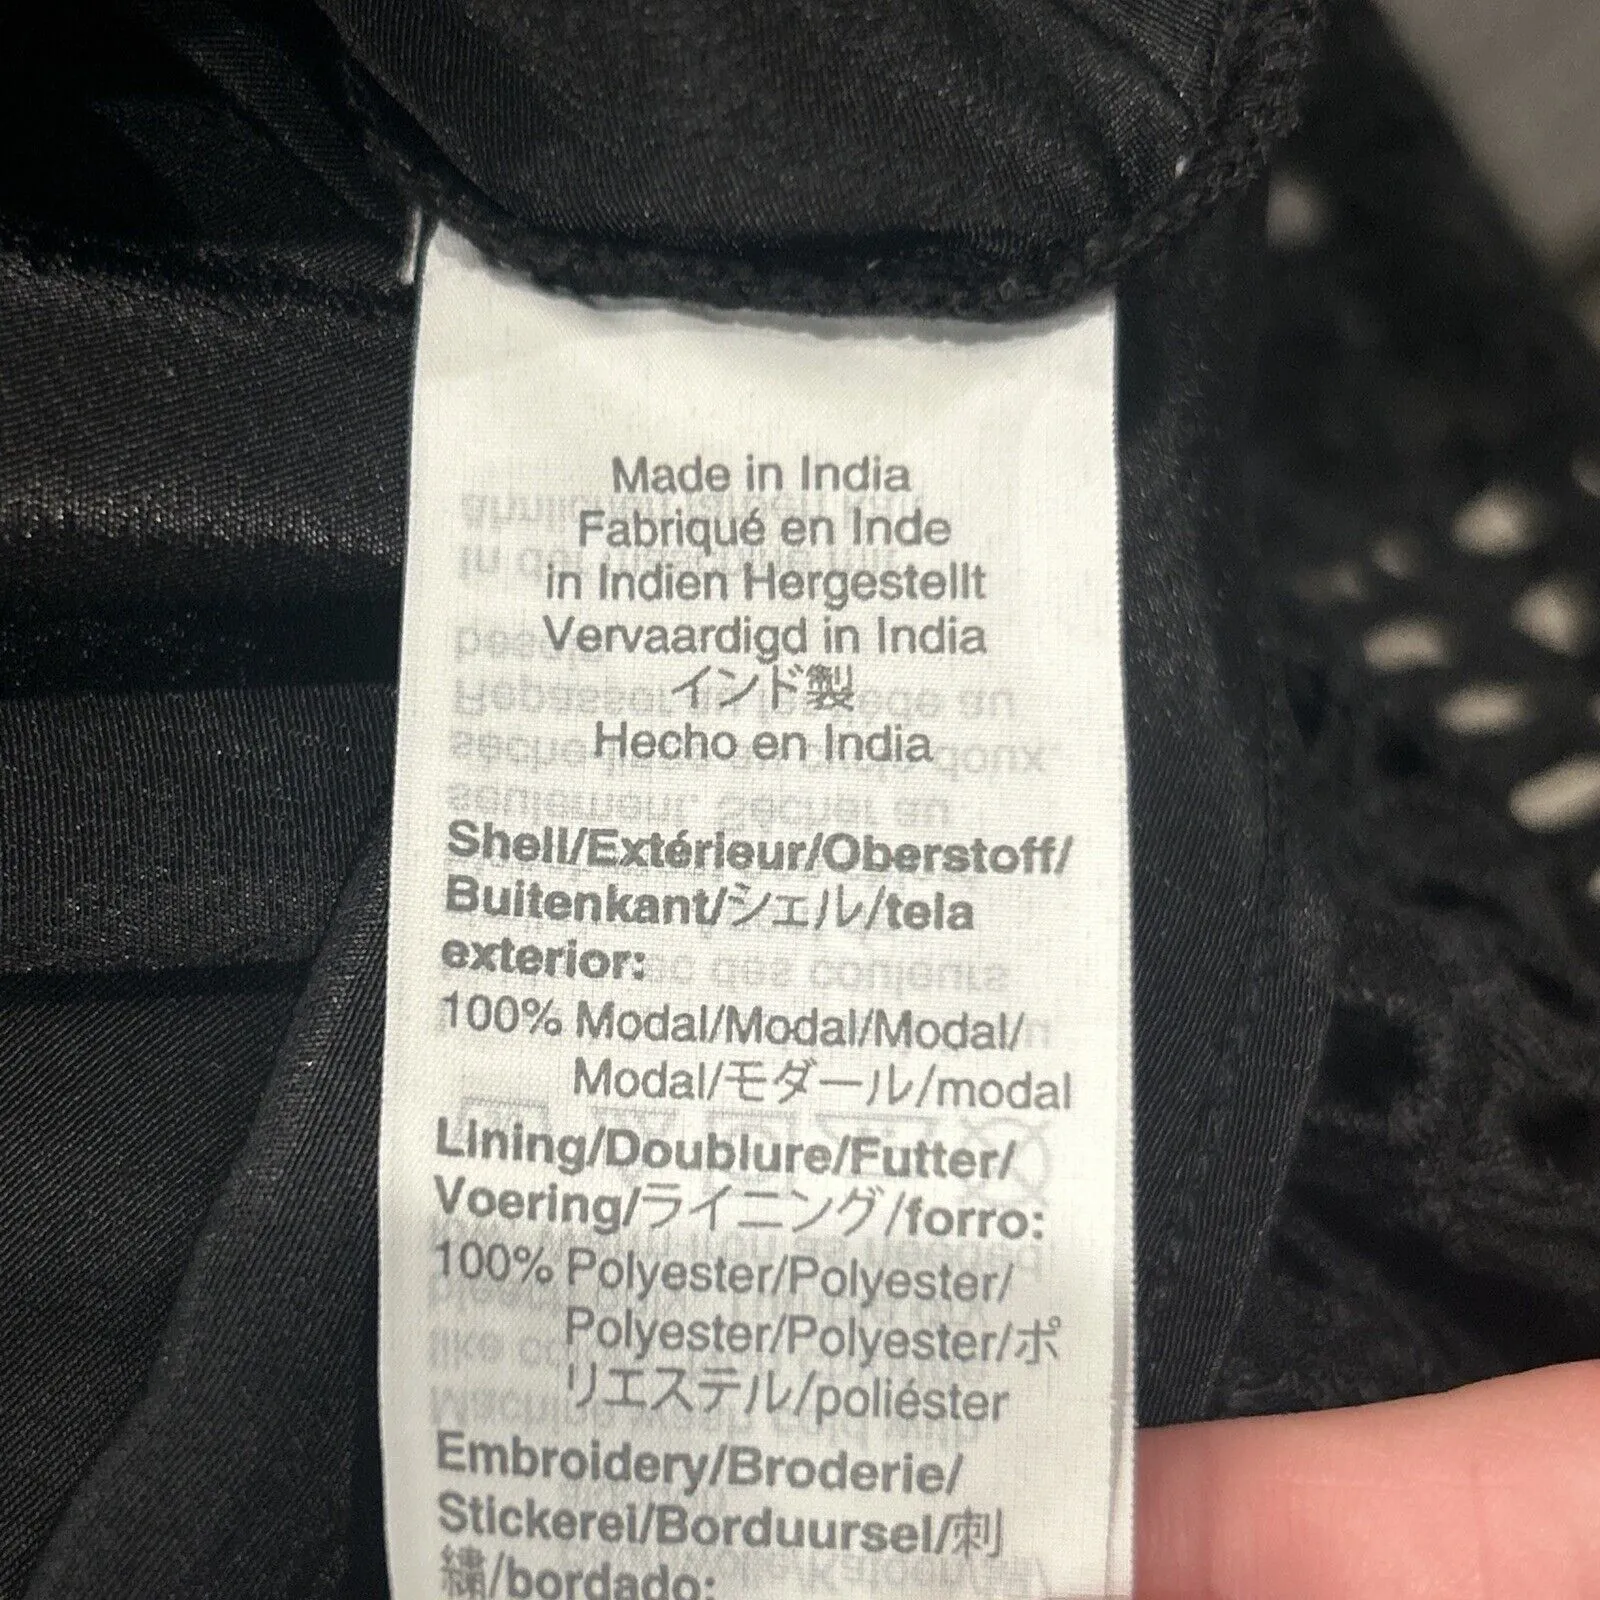 Made in India
Fabriqué en Inde
in Indien Hergestellt
Vervaardigd in India
インド製
Hecho en India
Shell/Extérieur/Oberstoff/
Buitenkant/シェル/tela
exterior:
100% Modal/Modal/Modal/
Modal/モダール/modal
Lining/Doublure/Futter/
Voering/ライニング/forro:
100% Polyester/Polyester/
Polyester/Polyester/ポ
リエステル/poliéster
Embroidery/Broderie/
Stickerei/Borduursel/刺
繍/bordado: